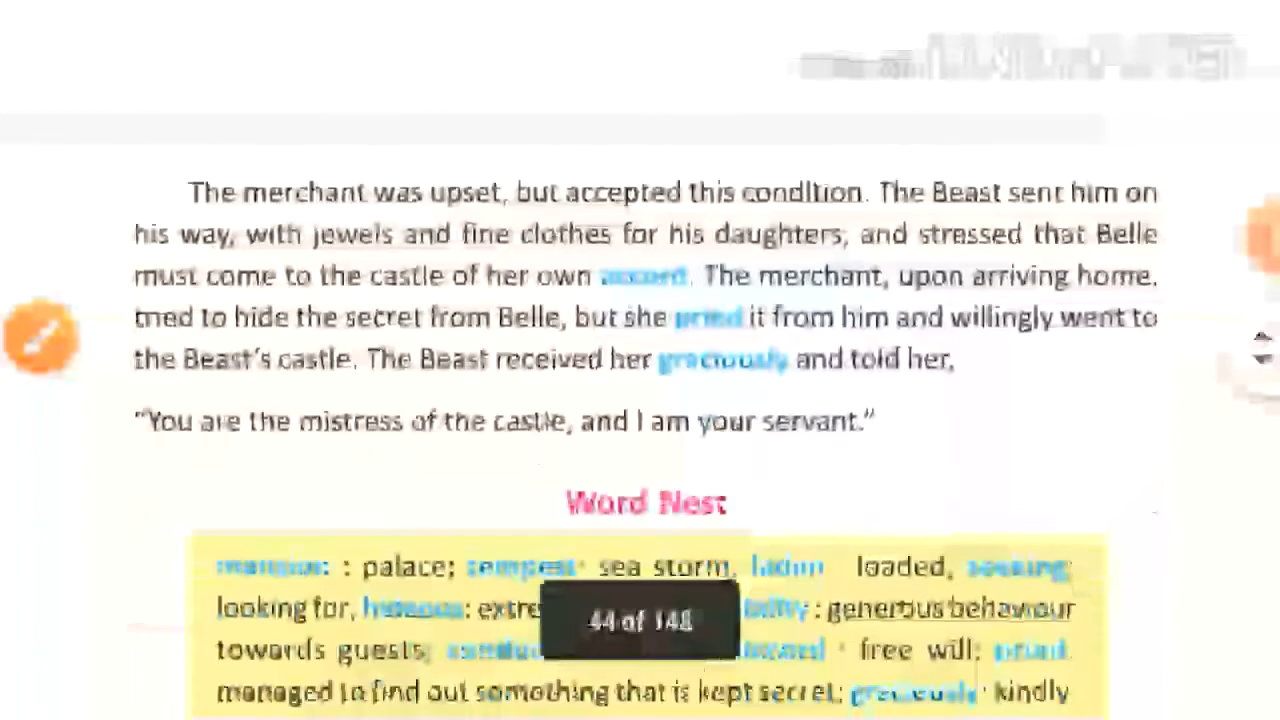 The merchant was upset, but accepted this condition. The Beast sent him on
his way, with jewels and fine clothes for his daughters, and stressed that Belle
must come to the castle of her own accord. The merchant, upon arriving home,
tried to hide the secret from Belle, but she pried it from him and willingly went to
the Beast's castle. The Beast received her graciously and told her,
"You are the mistress of the castle, and I am your servant."
Word Nest
mansion : palace; tempest: sea storm, laden loaded, seeking:
looking for, hideous: extre tality : generous behaviour
towards guests; accord : free will; pried
managed to find out something that is kept secret; graciously: kindly
44 of 148